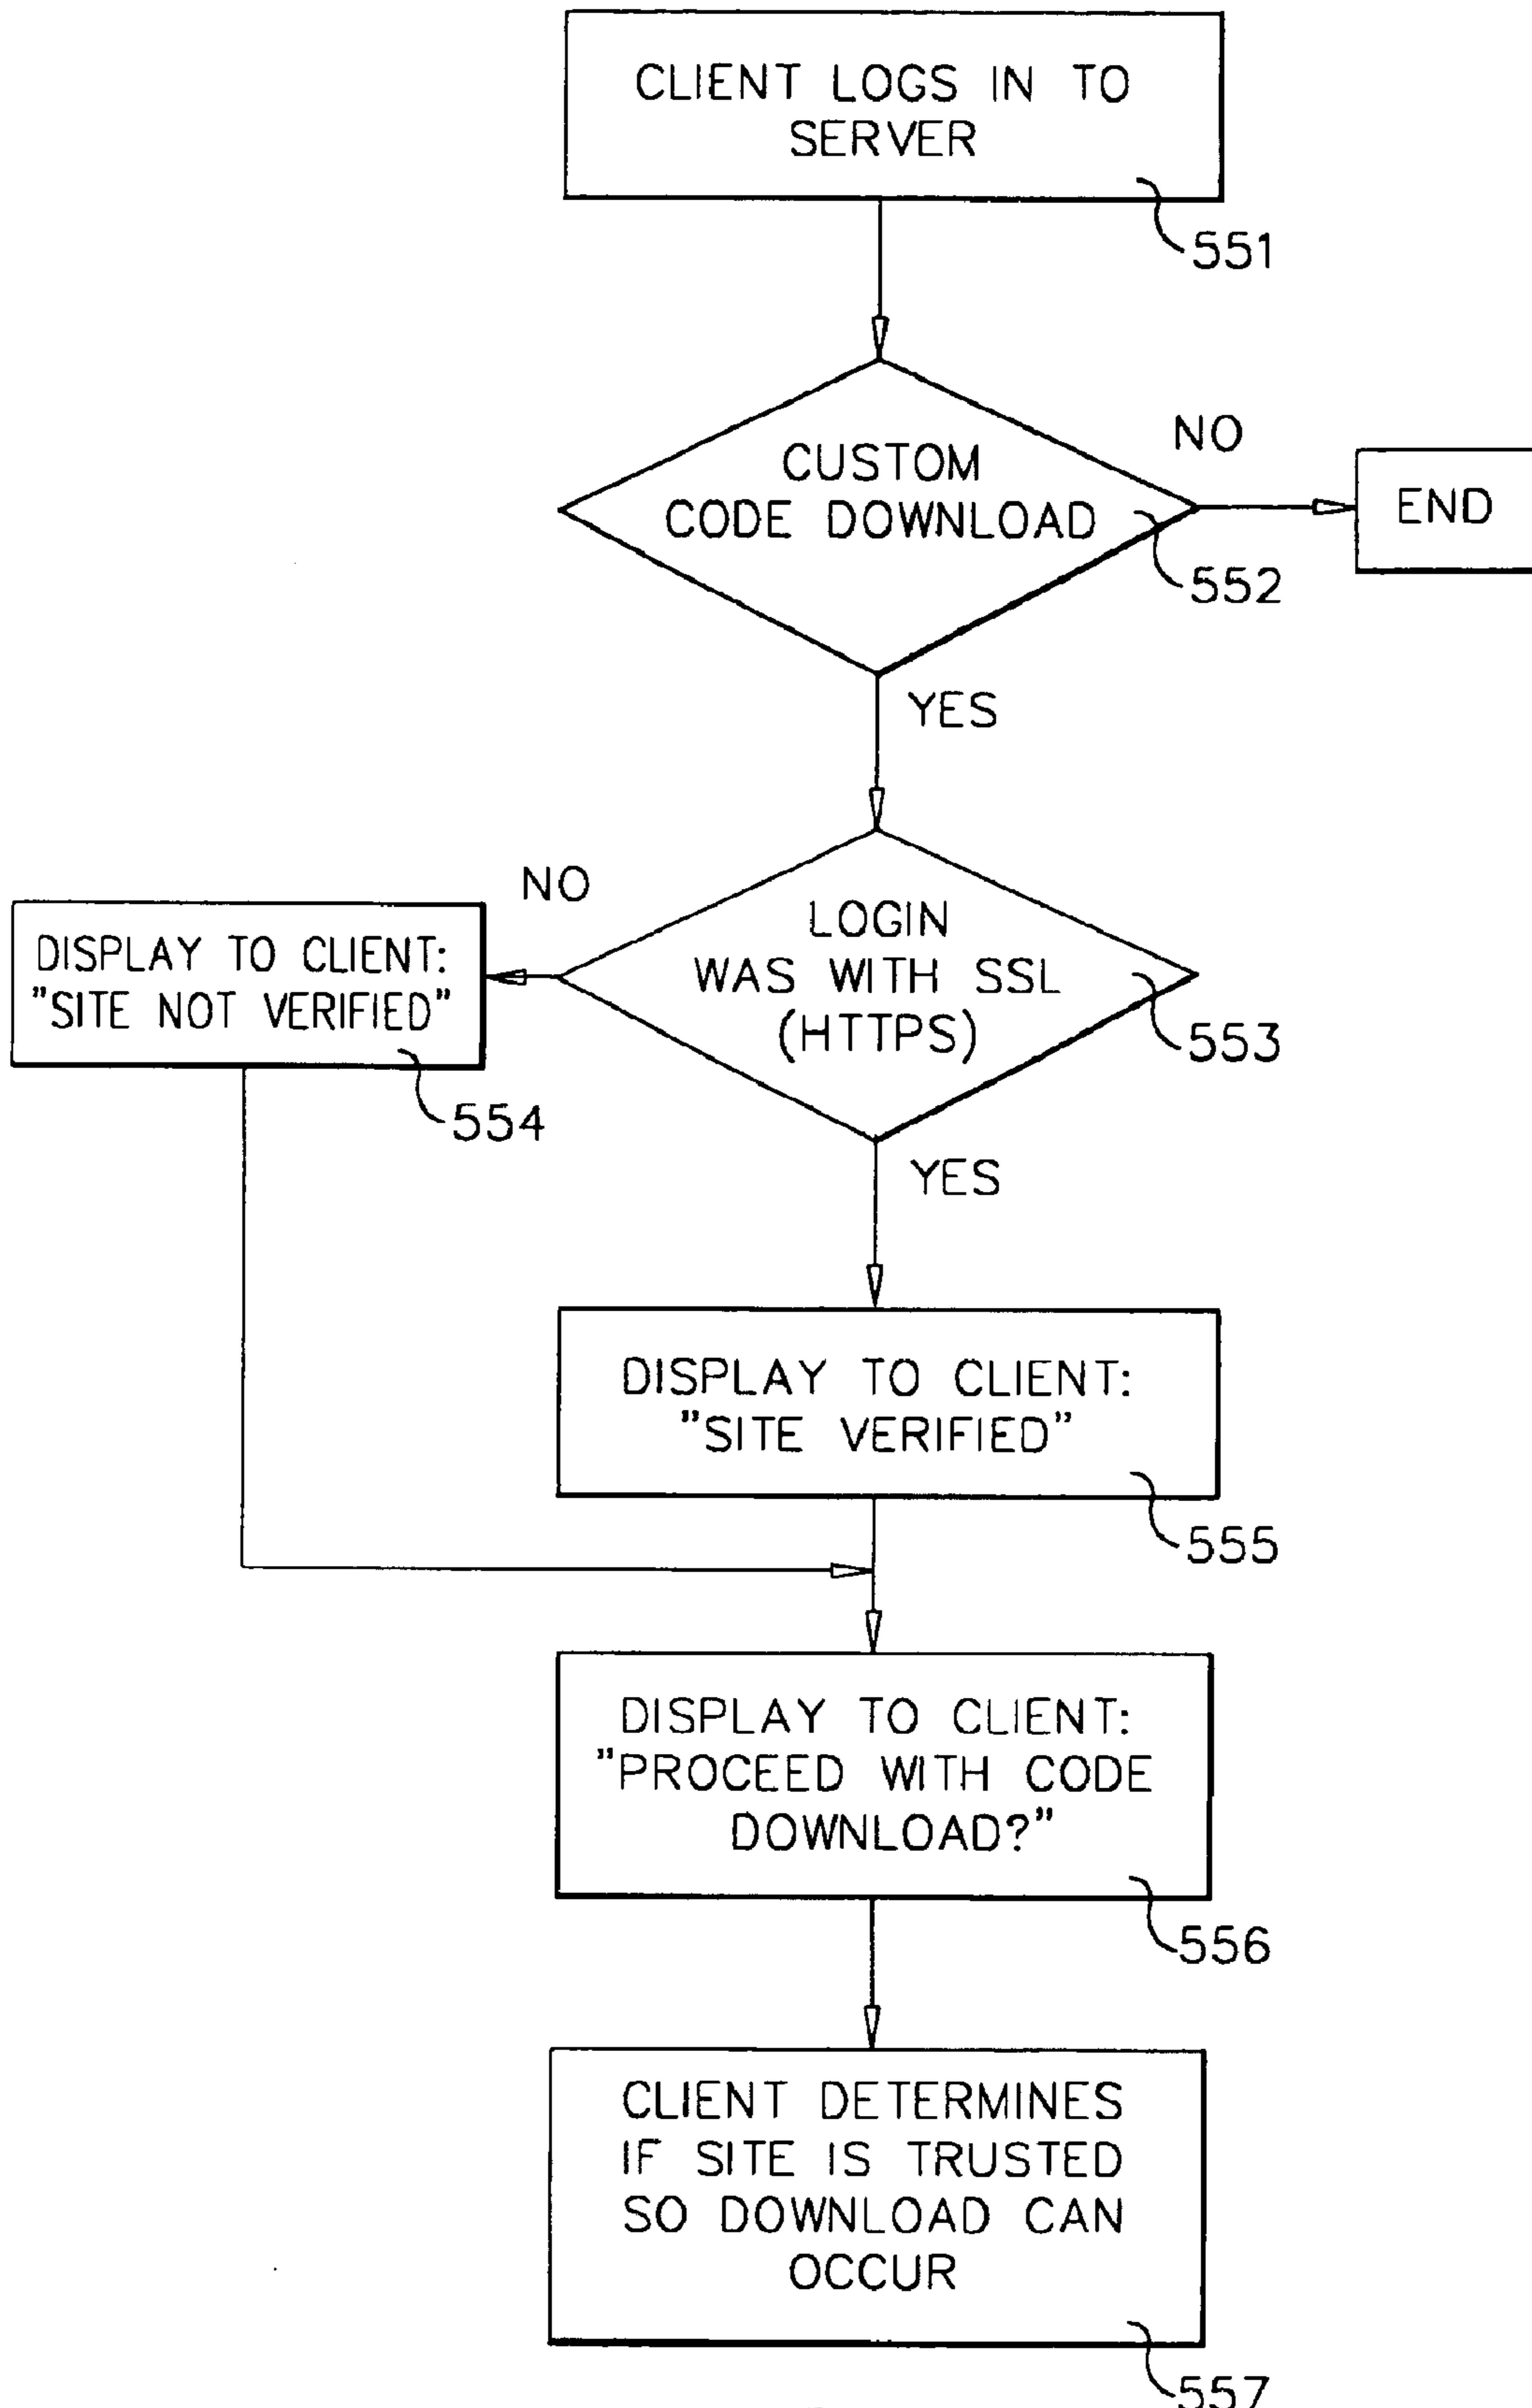 CLIENT LOGS IN TO
SERVER
551
CUSTOM
CODE DOWNLOAD
552
NO
END
YES
LOGIN
WAS WITH SSL
(HTTPS)
553
NO
DISPLAY TO CLIENT:
"SITE NOT VERIFIED"
554
YES
DISPLAY TO CLIENT:
"SITE VERIFIED"
555
DISPLAY TO CLIENT:
"PROCEED WITH CODE
DOWNLOAD?"
556
CLIENT DETERMINES
IF SITE IS TRUSTED
SO DOWNLOAD CAN
OCCUR
557